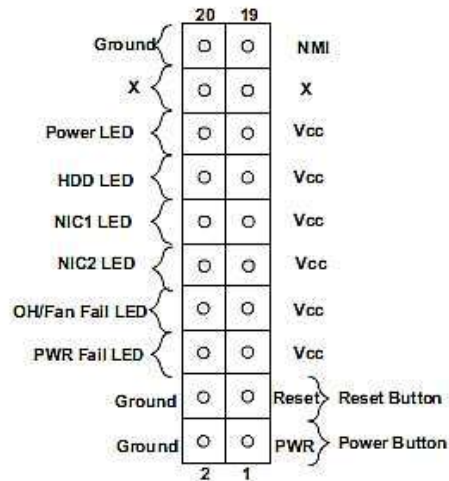 20 19
Ground NMI
X X
Power LED Vcc
HDD LED Vcc
NIC1 LED Vcc
NIC2 LED Vcc
OH/Fan Fail LED Vcc
PWR Fail LED Vcc
Ground Reset Reset Button
Ground PWR Power Button
2 1